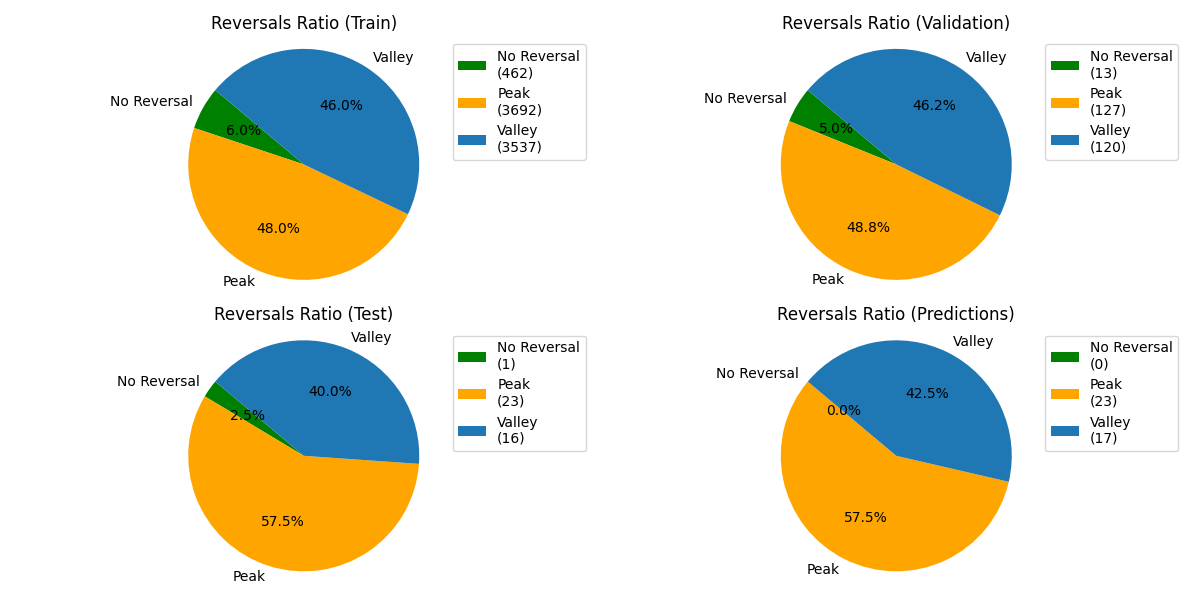 Reversals Ratio (Train)
No Reversal
Valley
46.0%
6.0%
48.0%
Peak
No Reversal
(462)
Peak
(3692)
Valley
(3537)
Reversals Ratio (Validation)
No Reversal
Valley
46.2%
5.0%
48.8%
Peak
No Reversal
(13)
Peak
(127)
Valley
(120)
Reversals Ratio (Test)
No Reversal
Valley
40.0%
2.5%
57.5%
Peak
No Reversal
(1)
Peak
(23)
Valley
(16)
Reversals Ratio (Predictions)
No Reversal
Valley
42.5%
0.0%
57.5%
Peak
No Reversal
(0)
Peak
(23)
Valley
(17)